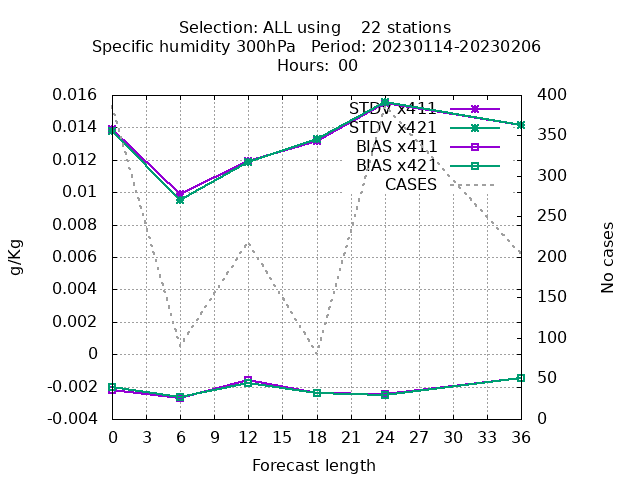 Selection: ALL using    22 stations
Specific humidity 300hPa   Period: 20230114-20230206
Hours:  00
0.016
0.014
0.012
0.01
0.008
0.006
0.004
0.002
0
-0.002
-0.004
g/Kg
STDV x411
STDV x421
BIAS x411
BIAS x421
CASES
400
350
300
250
200
150
100
50
0
No cases
0 3 6 9 12 15 18 21 24 27 30 33 36
Forecast length